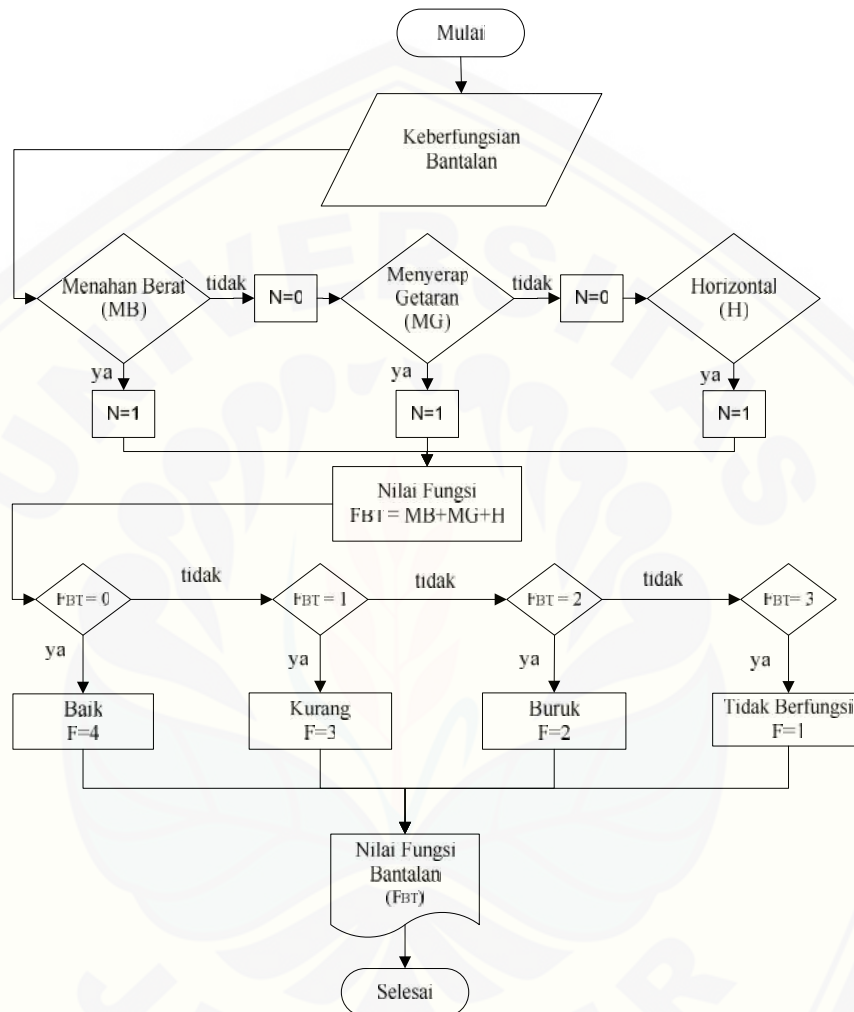 Mulai
Keberfungsian
Bantalan
Menahan Berat
(MB)
tidak
N=0
Menyerap
Getaran
(MG)
tidak
N=0
Horizontal
(H)
ya
ya
ya
N=1
N=1
N=1
Nilai Fungsi
FBT = MB+MG+H
FBT = 0
tidak
FBT = 1
tidak
FBT = 2
tidak
FBT = 3
ya
ya
ya
ya
Baik
F=4
Kurang
F=3
Buruk
F=2
Tidak Berfungsi
F=1
Nilai Fungsi
Bantalan
(FBT)
Selesai
UNIVERSITAS